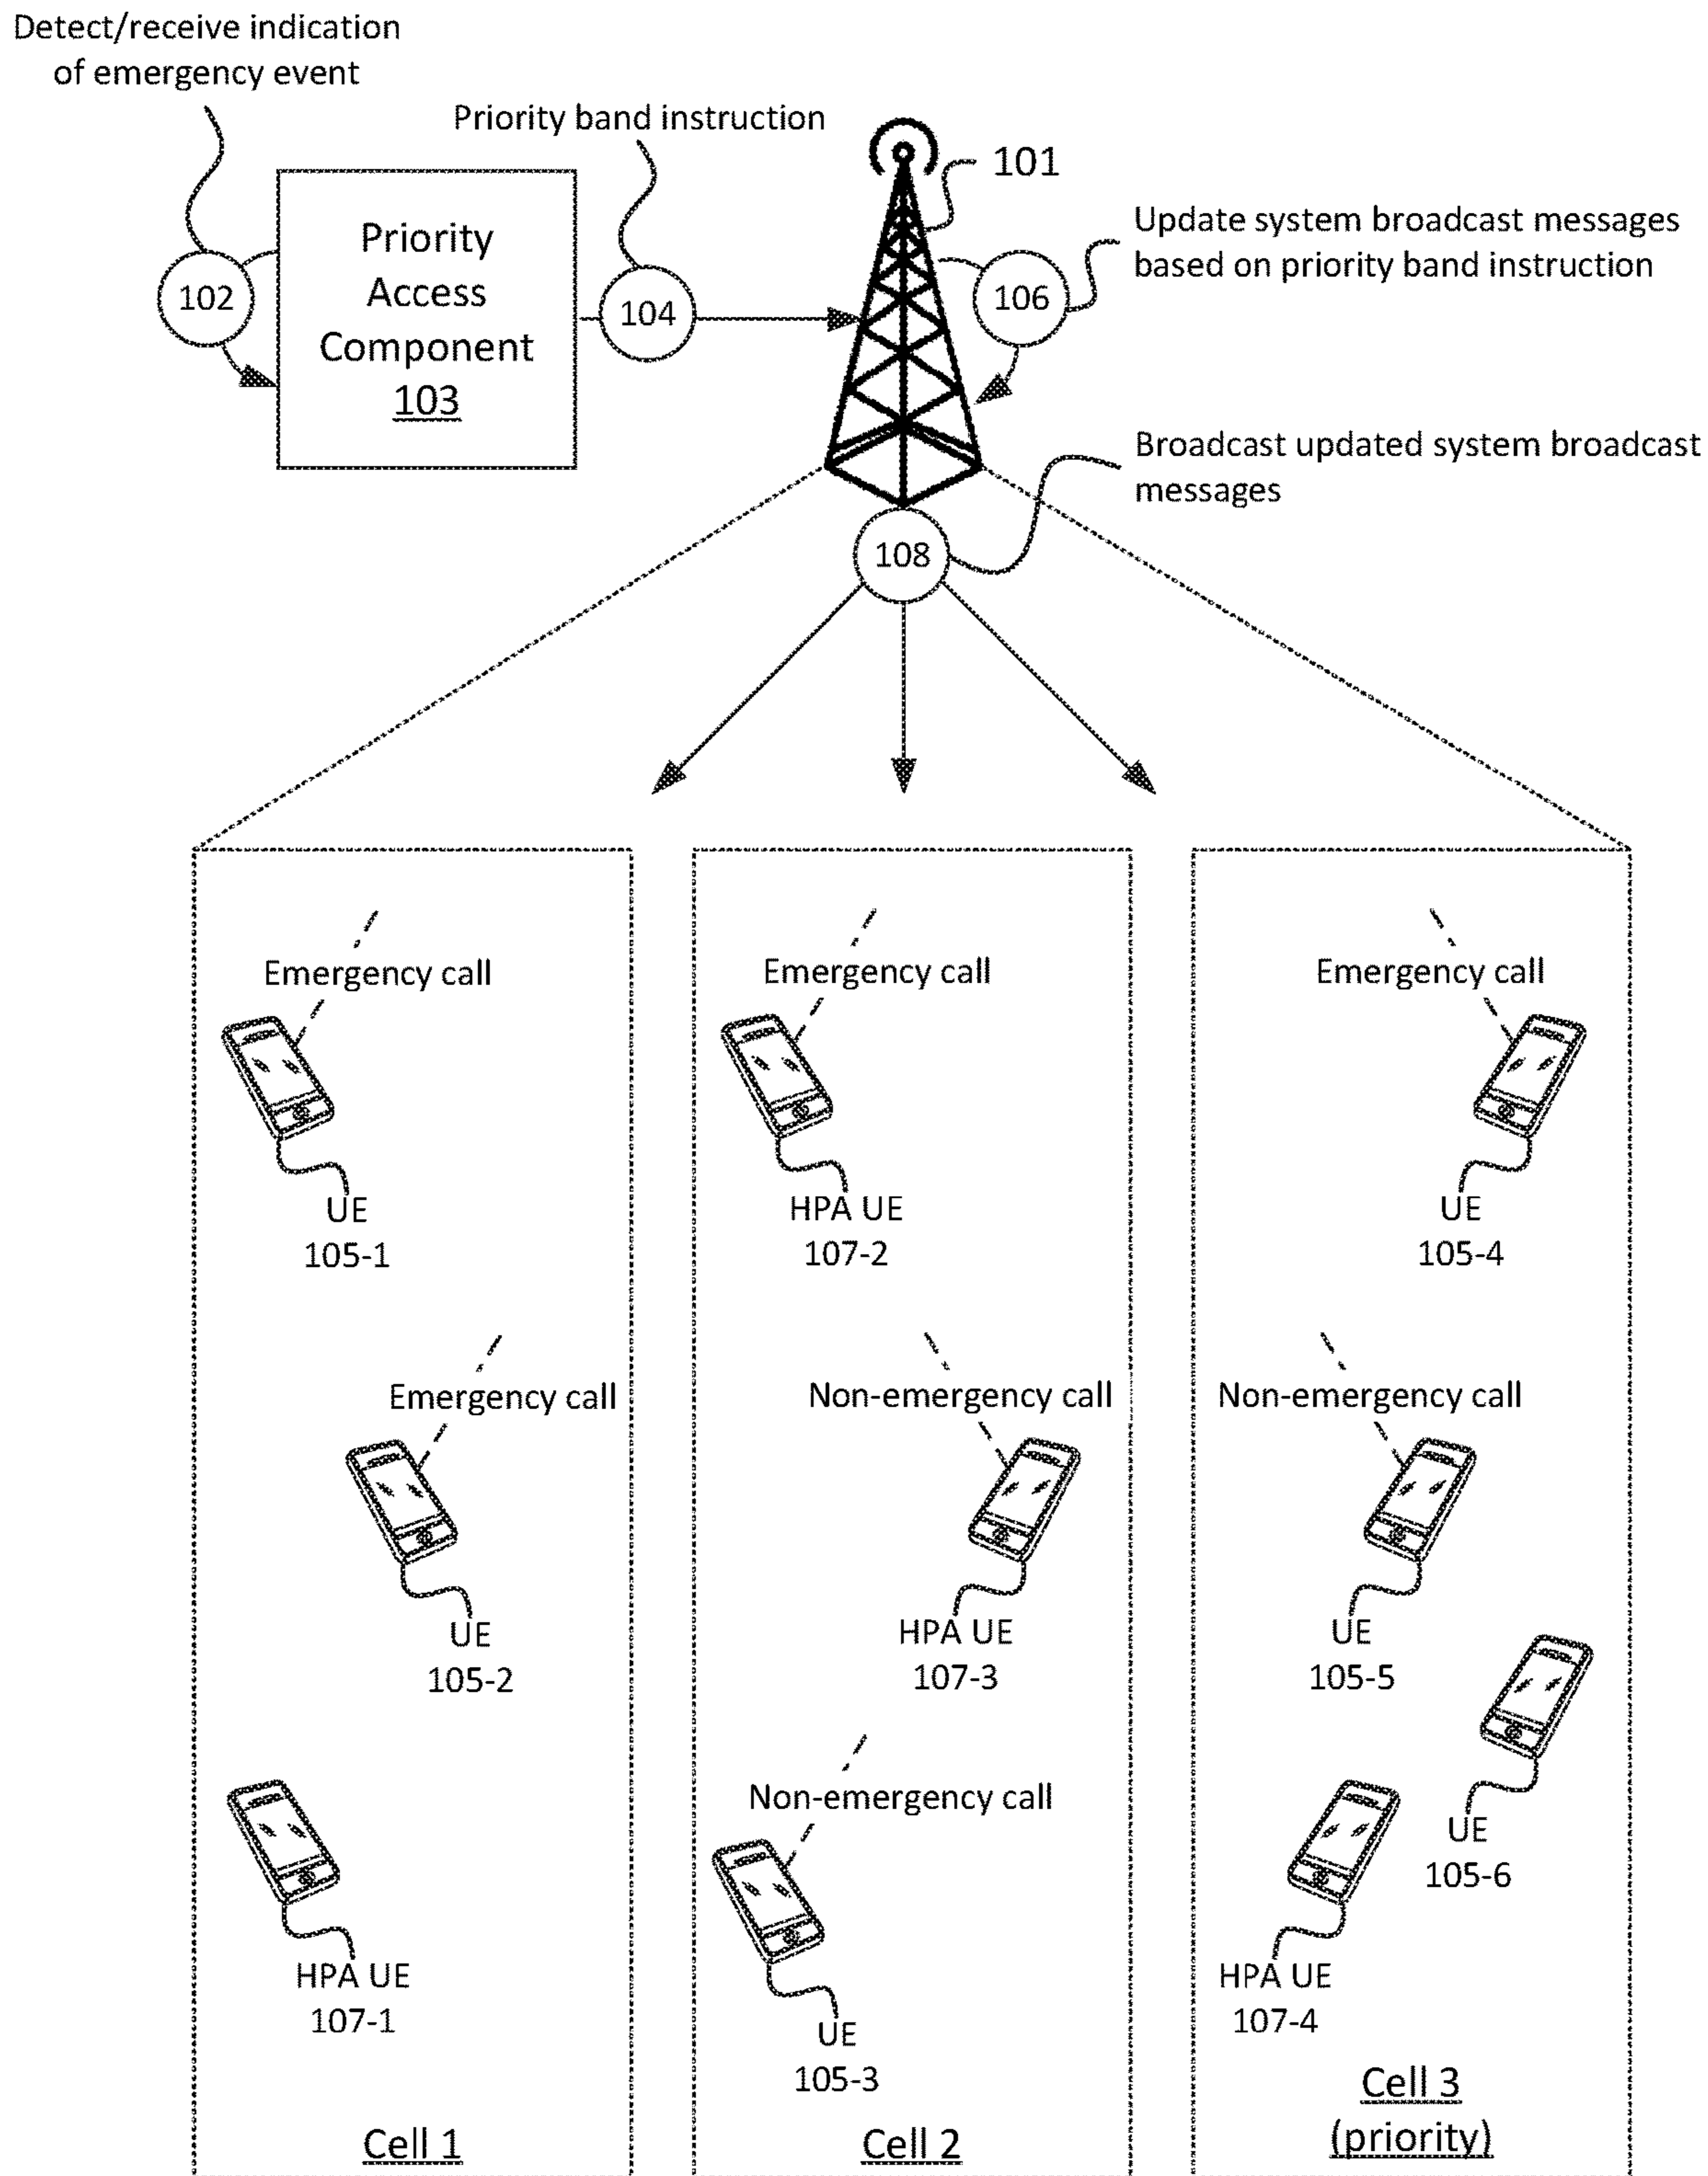 Detect/receive indication
of emergency event
Priority band instruction
101
Update system broadcast messages
based on priority band instruction
Priority
Access
Component
103
102
104
106
Broadcast updated system broadcast
messages
108
Emergency call
UE
105-1
Emergency call
UE
105-2
HPA UE
107-1
Cell 1
Emergency call
HPA UE
107-2
Non-emergency call
HPA UE
107-3
Non-emergency call
UE
105-3
Cell 2
Emergency call
UE
105-4
Non-emergency call
UE
105-5
UE
105-6
HPA UE
107-4
Cell 3
(priority)